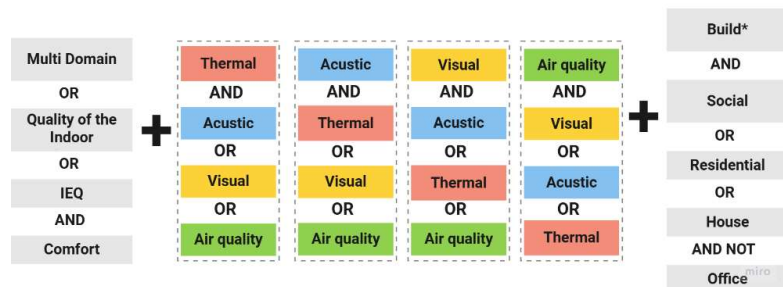 Multi Domain
OR
Quality of the
Indoor
OR
IEQ
AND
Comfort
+
Thermal
AND
Acustic
OR
Visual
OR
Air quality
Acustic
AND
Thermal
OR
Visual
OR
Air quality
Visual
AND
Acustic
OR
Thermal
OR
Air quality
Air quality
AND
Visual
OR
Acustic
OR
Thermal
+
Build*
AND
Social
OR
Residential
OR
House
AND NOT
Office
miro